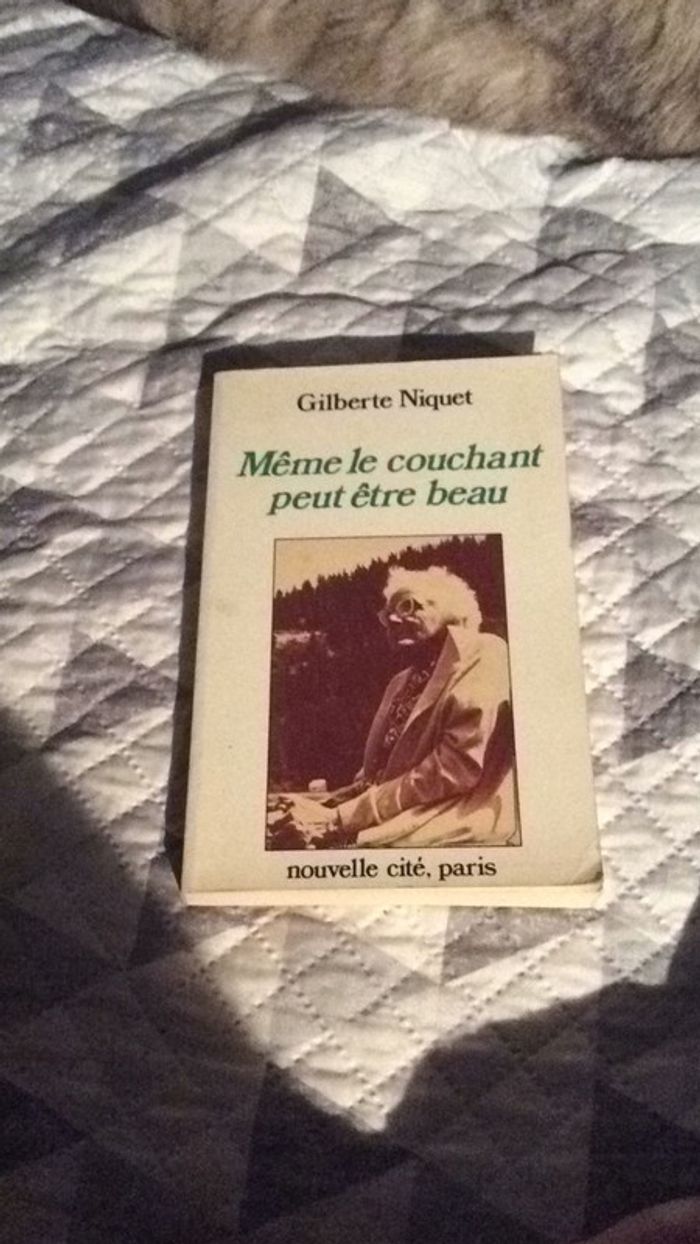 Gilberte Niquet
Même le couchant
peut être beau
nouvelle cité, paris